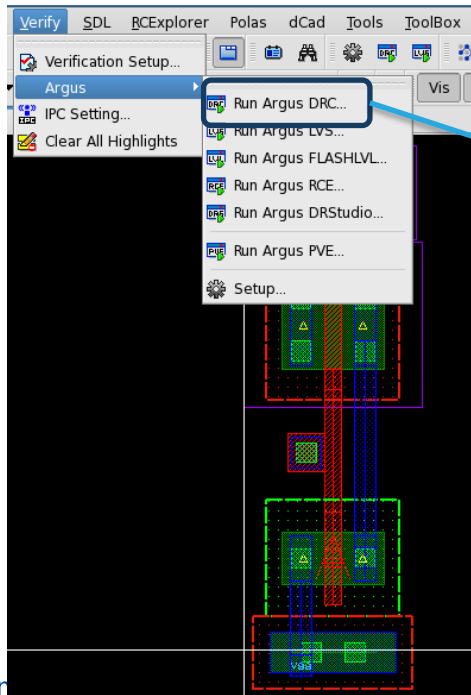 Verify SDL RCExplorer Polas dCad Tools ToolBox
Verification Setup...
Argus
Vis
IPC Setting...
Clear All Highlights
Run Argus DRC...
Run Argus LVS...
Run Argus FLASHLVL...
Run Argus RCE...
Run Argus DRStudio...
Run Argus PVE...
Setup...